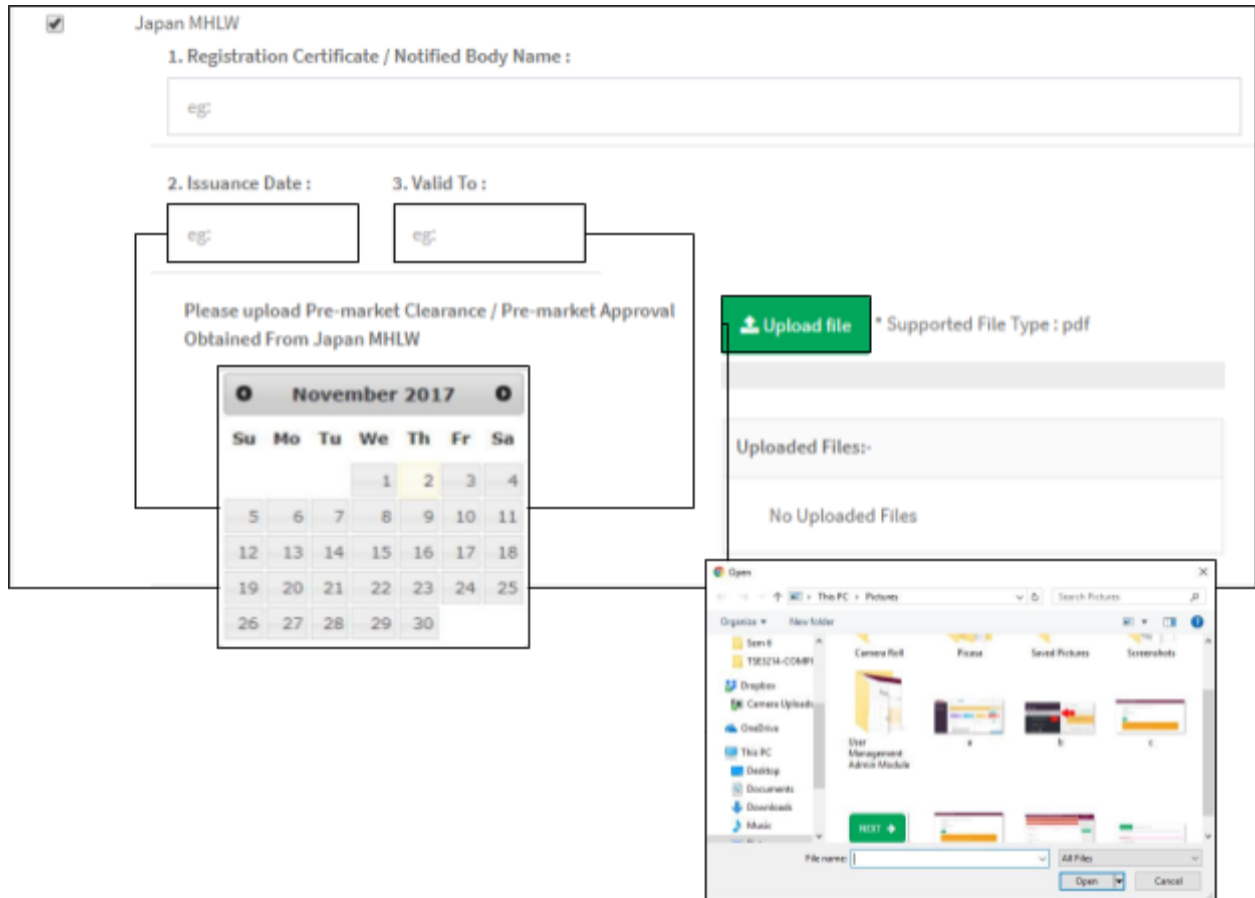 Japan MHLW
1. Registration Certificate / Notified Body Name :
eg:
2. Issuance Date :
3. Valid To :
eg:
eg:
Please upload Pre-market Clearance / Pre-market Approval
Obtained From Japan MHLW
Upload file
* Supported File Type : pdf
November 2017
Su Mo Tu We Th Fr Sa
1 2 3 4
5 6 7 8 9 10 11
12 13 14 15 16 17 18
19 20 21 22 23 24 25
26 27 28 29 30
Uploaded Files:-
No Uploaded Files
Open
This PC › Pictures
Search Pictures
Organize
New folder
Sem 6
Dropbox
Camera Uploads
OneDrive
This PC
Desktop
Documents
Downloads
Music
Camera Roll
Picasa
Saved Pictures
Screenshots
User
Management
Admin Module
a
b
c
NEXT
File name:
All Files
Open
Cancel